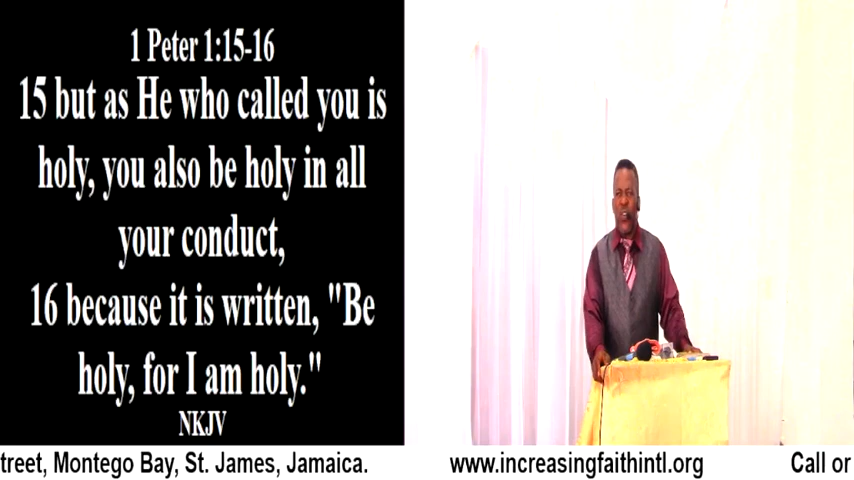 1 Peter 1:15-16
15 but as He who called you is
holy, you also be holy in all
your conduct,
16 because it is written, "Be
holy, for I am holy."
NKJV
treet, Montego Bay, St. James, Jamaica. www.increasingfaithintl.org Call or